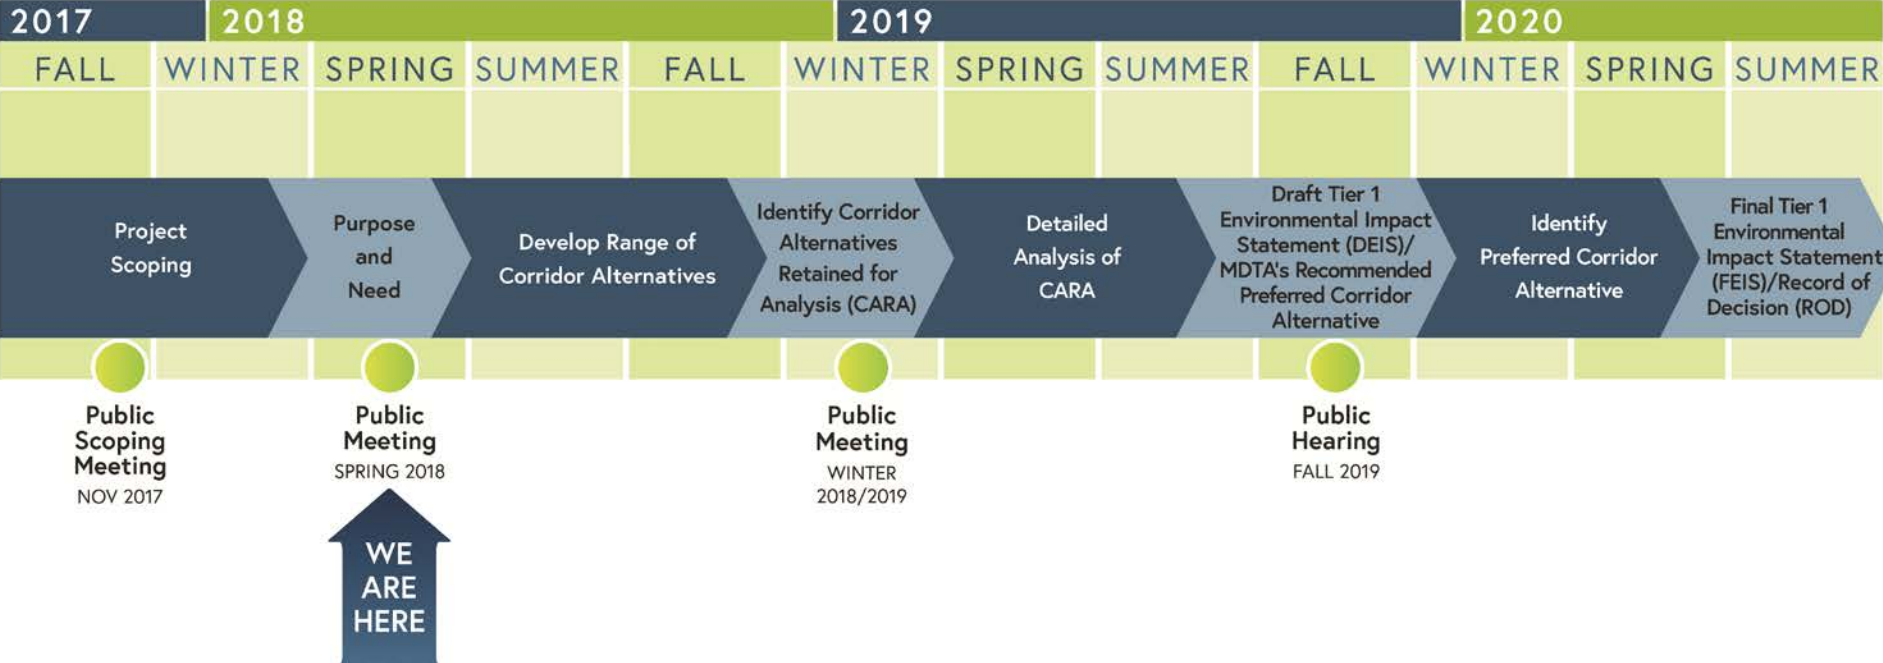 2017 2018 2019 2020
FALL WINTER SPRING SUMMER FALL WINTER SPRING SUMMER FALL WINTER SPRING SUMMER
Project
Scoping
Purpose
and
Need
Develop Range of
Corridor Alternatives
Identify Corridor
Alternatives
Retained for
Analysis (CARA)
Detailed
Analysis of
CARA
Draft Tier 1
Environmental Impact
Statement (DEIS)/
MDTA's Recommended
Preferred Corridor
Alternative
Identify
Preferred Corridor
Alternative
Final Tier 1
Environmental
Impact Statement
(FEIS)/Record of
Decision (ROD)
Public
Scoping
Meeting
NOV 2017
Public
Meeting
SPRING 2018
Public
Meeting
WINTER
2018/2019
Public
Hearing
FALL 2019
WE
ARE
HERE